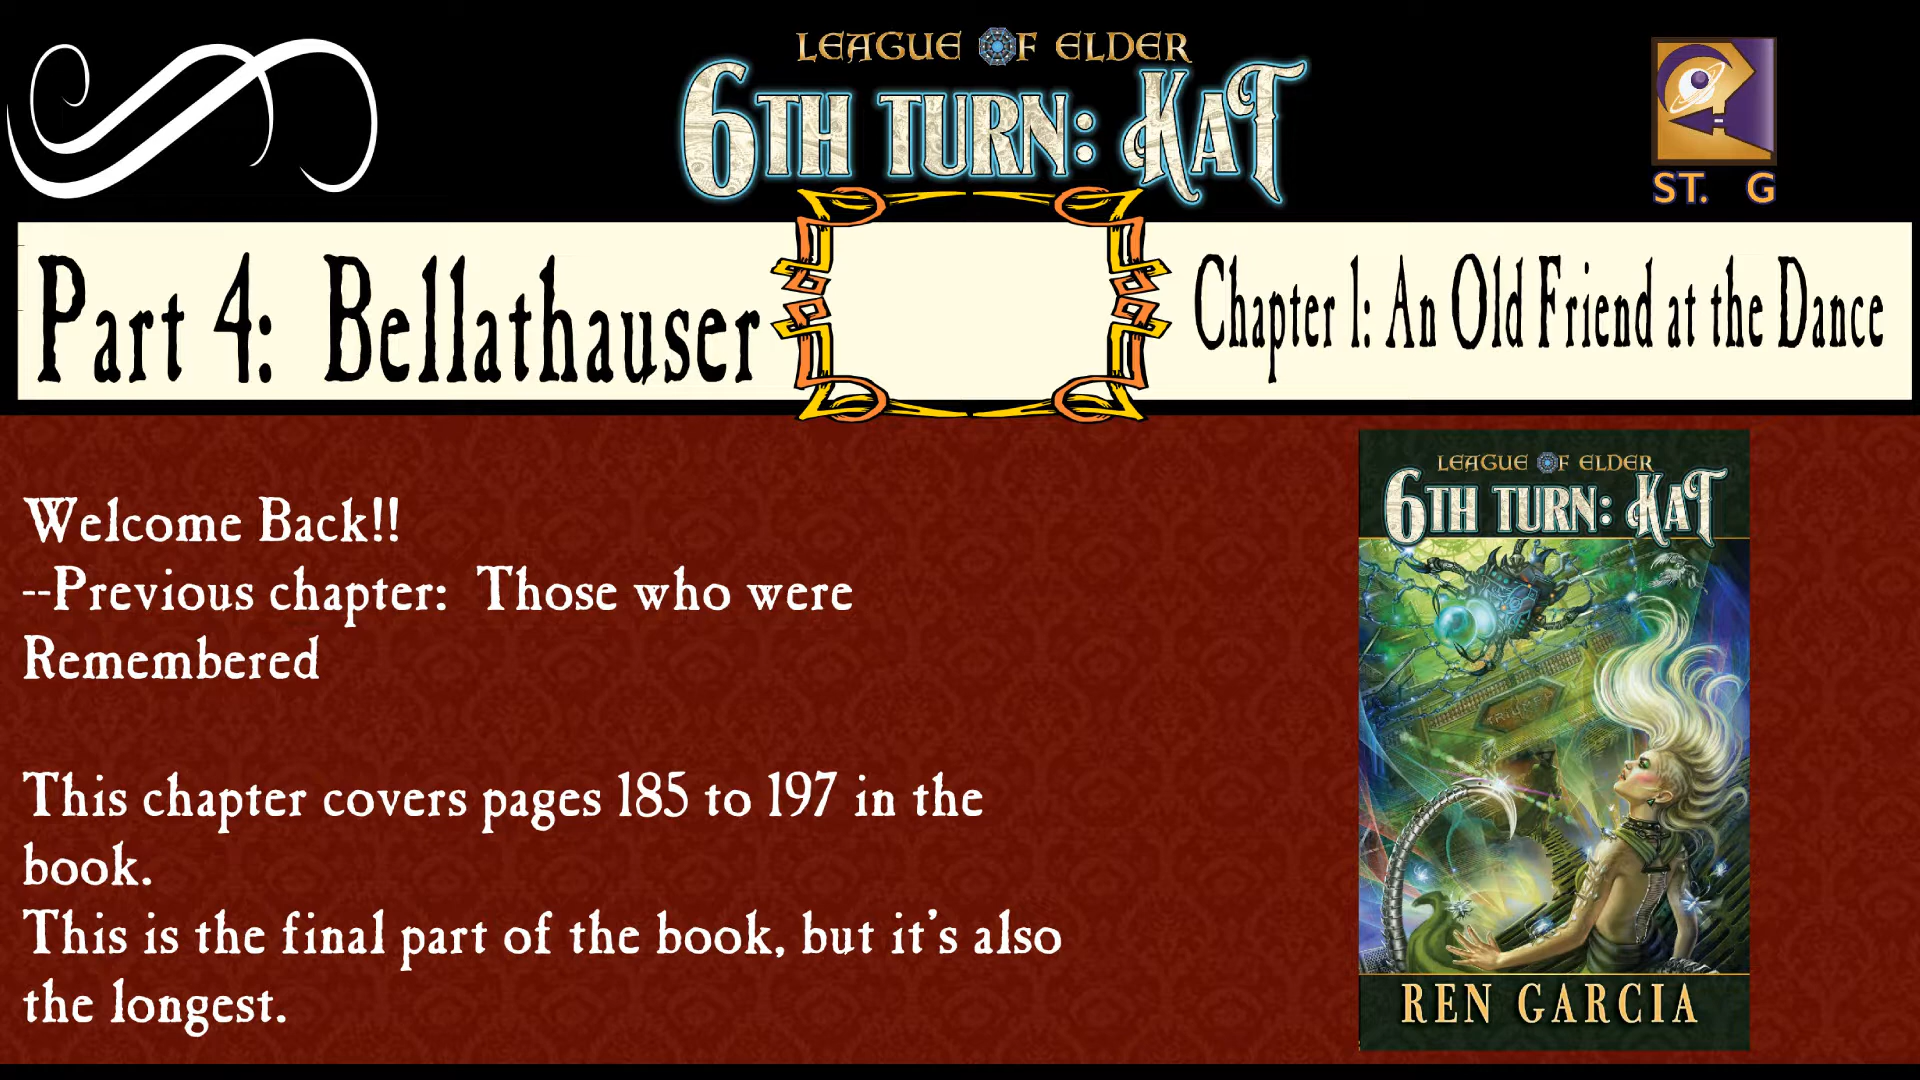 LEAGUE OF ELDER
6TH TURN: KAT
ST. G
Part 4: Bellathauser
Chapter 1: An Old Friend at the Dance
Welcome Back!!
--Previous chapter: Those who were
Remembered
This chapter covers pages 185 to 197 in the
book.
This is the final part of the book, but it's also
the longest.
LEAGUE OF ELDER
6TH TURN: KAT
TRIUMPH
REN GARCIA